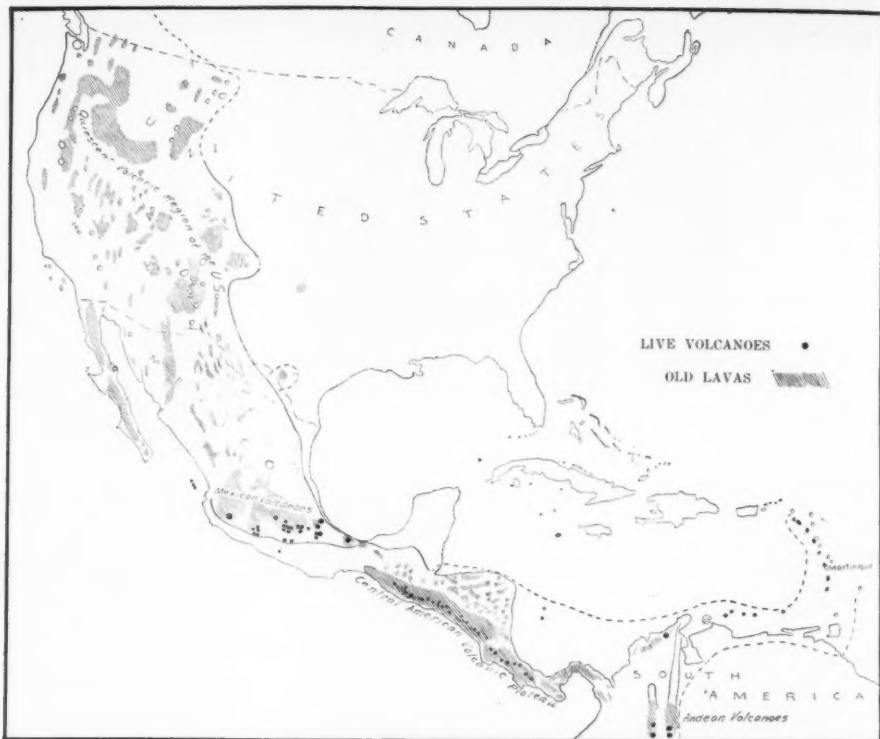 CANADA
UNITED STATES
Quiescent Volcanic Region of the U S
LIVE VOLCANOES
OLD LAVAS
Mexican Volcanoes
Martinique
Central American Volcanic Plateau
SOUTH
AMERICA
Andean Volcanoes